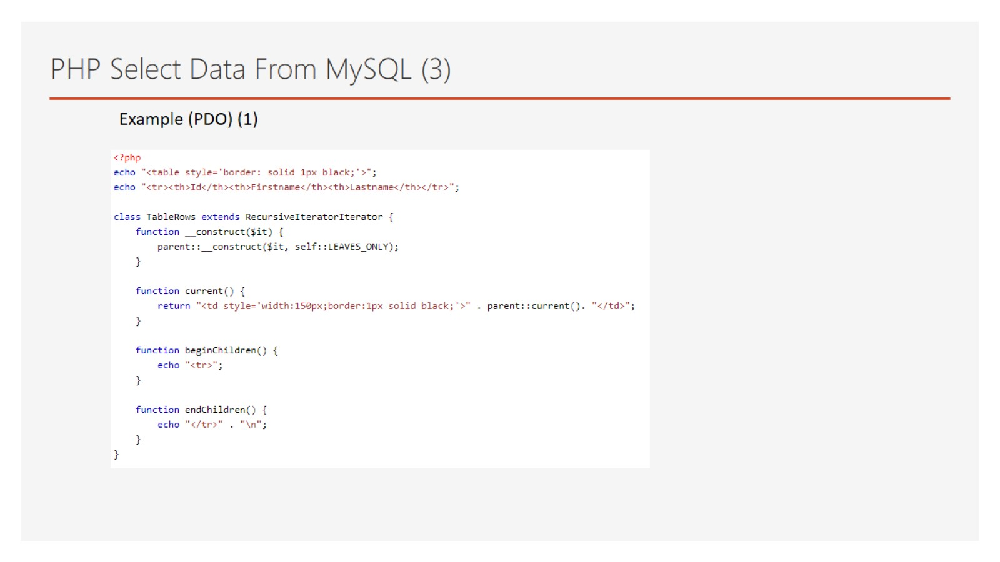 PHP Select Data From MySQL (3)
Example (PDO) (1)
<?php
echo "<table style='border: solid 1px black;'>";
echo "<tr><th>Id</th><th>Firstname</th><th>Lastname</th></tr>";
class TableRows extends RecursiveIteratorIterator {
    function __construct($it) {
        parent::__construct($it, self::LEAVES_ONLY);
    }
    function current() {
        return "<td style='width:150px;border:1px solid black;'>" . parent::current(). "</td>";
    }
    function beginChildren() {
        echo "<tr>";
    }
    function endChildren() {
        echo "</tr>" . "\n";
    }
}